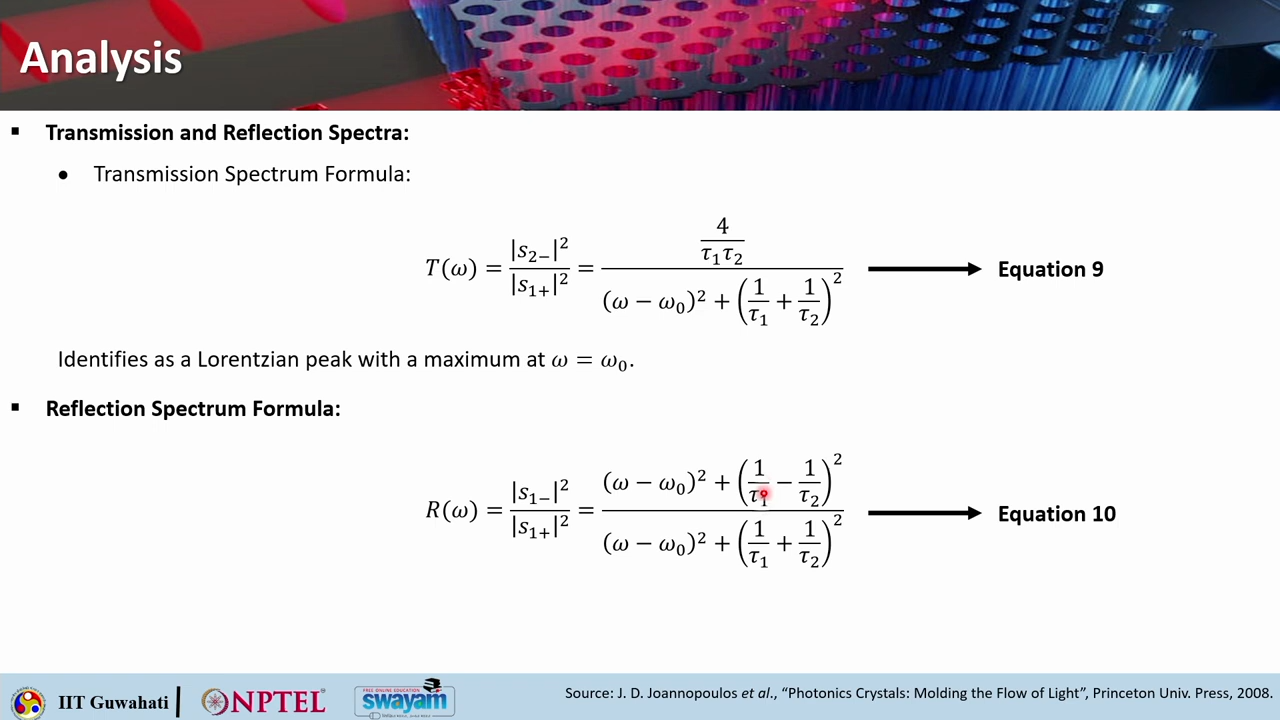 Analysis
▪ Transmission and Reflection Spectra:
• Transmission Spectrum Formula:
T(ω) = |s₂₋|² / |s₁₊|² = (4 / τ₁τ₂) / ((ω − ω₀)² + (1/τ₁ + 1/τ₂)²) Equation 9
Identifies as a Lorentzian peak with a maximum at ω = ω₀.
▪ Reflection Spectrum Formula:
R(ω) = |s₁₋|² / |s₁₊|² = ((ω − ω₀)² + (1/τ₁ − 1/τ₂)²) / ((ω − ω₀)² + (1/τ₁ + 1/τ₂)²) Equation 10
IIT Guwahati | NPTEL FREE ONLINE EDUCATION swayam
Source: J. D. Joannopoulos et al., “Photonics Crystals: Molding the Flow of Light”, Princeton Univ. Press, 2008.